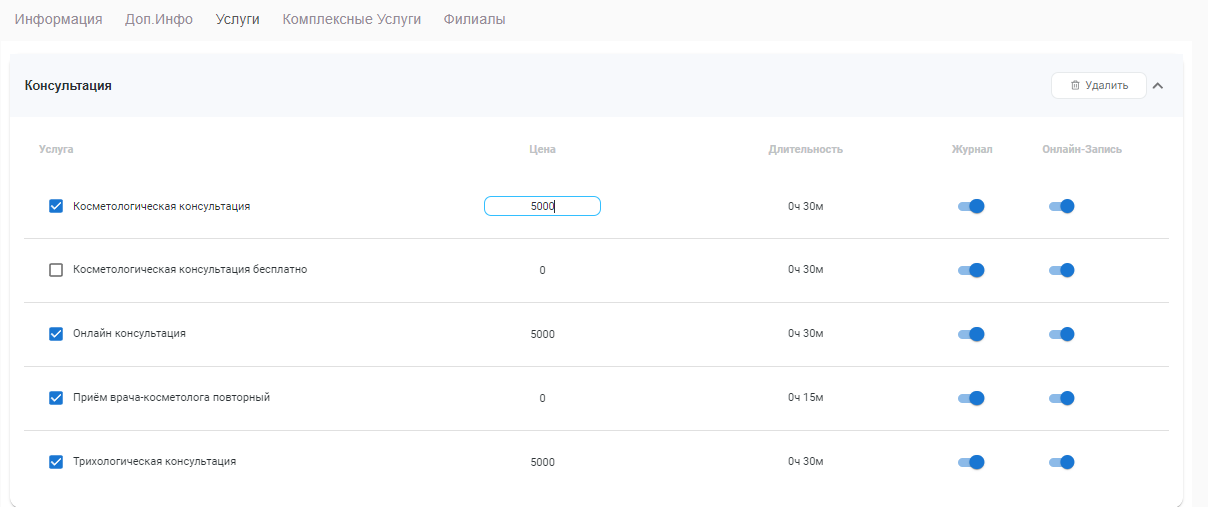 Информация Доп.Инфо Услуги Комплексные Услуги Филиалы
Консультация Удалить
Услуга Цена Длительность Журнал Онлайн-Запись
Косметологическая консультация 5000 0ч 30м
Косметологическая консультация бесплатно 0 0ч 30м
Онлайн консультация 5000 0ч 30м
Приём врача-косметолога повторный 0 0ч 15м
Трихологическая консультация 5000 0ч 30м